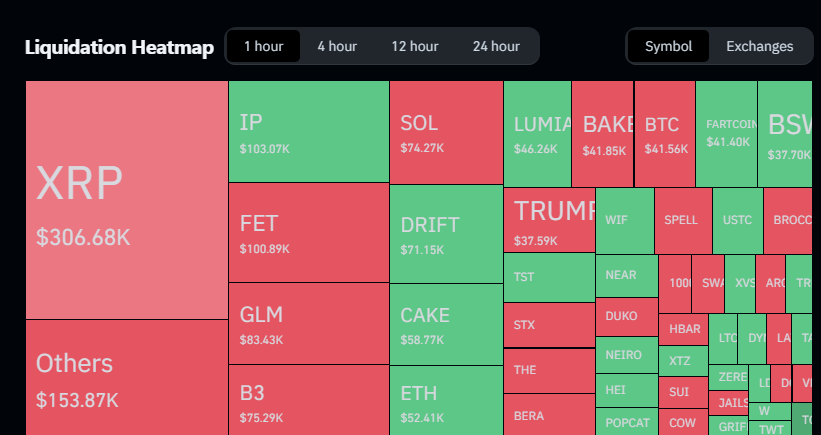 Liquidation Heatmap
1 hour
4 hour
12 hour
24 hour
Symbol
Exchanges
XRP
$306.68K
Others
$153.87K
IP
$103.07K
FET
$100.89K
GLM
$83.43K
B3
$75.29K
SOL
$74.27K
DRIFT
$71.15K
CAKE
$58.77K
ETH
$52.41K
LUMIA
$46.26K
BAKE
$41.85K
BTC
$41.56K
FARTCOIN
$41.40K
BSW
$37.70K
TRUMP
$37.59K
TST
STX
THE
BERA
WIF
SPELL
USTC
BROCC
NEAR
DUKO
NEIRO
HEI
POPCAT
100
SWA
XVS
ARC
TR
HBAR
XTZ
SUI
COW
LTC
DY
LA
TA
ZERE
JAILS
GRIF
LD
D
VI
W
TWT